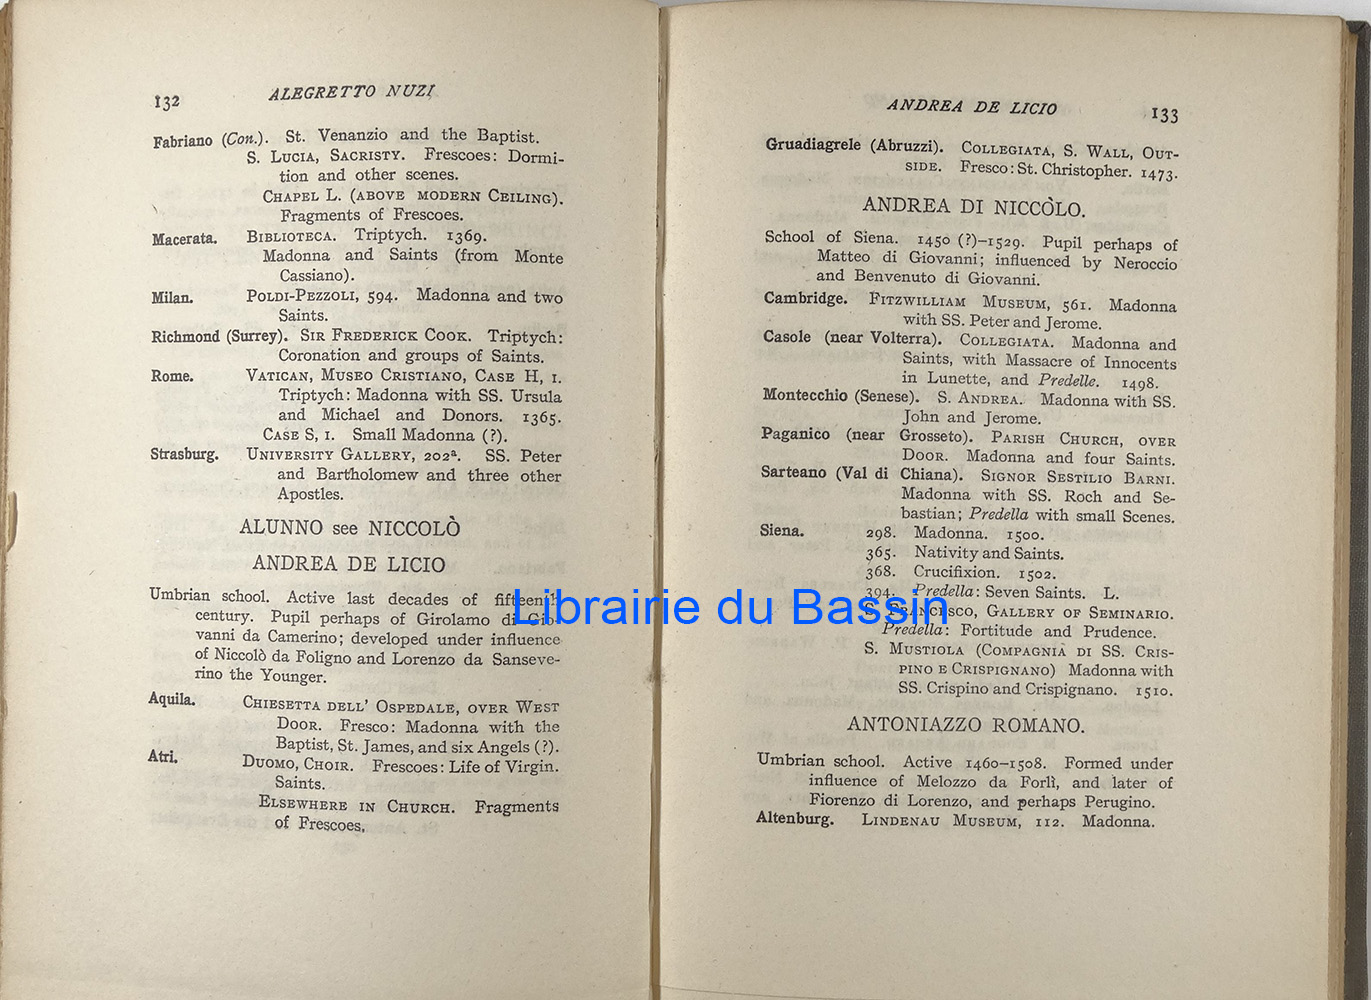 132
ALEGRETTO NUZI
Fabriano (Con.). St. Venanzio and the Baptist.
S. Lucia, Sacristy. Frescoes: Dormi-
tion and other scenes.
Chapel L. (above modern Ceiling).
Fragments of Frescoes.
Macerata. Biblioteca. Triptych. 1369.
Madonna and Saints (from Monte
Cassiano).
Milan. Poldi-Pezzoli, 594. Madonna and two
Saints.
Richmond (Surrey). Sir Frederick Cook. Triptych:
Coronation and groups of Saints.
Rome. Vatican, Museo Cristiano, Case H, 1.
Triptych: Madonna with SS. Ursula
and Michael and Donors. 1365.
Case S, 1. Small Madonna (?).
Strasburg. University Gallery, 202a. SS. Peter
and Bartholomew and three other
Apostles.
ALUNNO see NICCOLÒ
ANDREA DE LICIO
Umbrian school. Active last decades of fifteenth
century. Pupil perhaps of Girolamo di Gio-
vanni da Camerino; developed under influence
of Niccolò da Foligno and Lorenzo da Sanseve-
rino the Younger.
Aquila. Chiesetta dell' Ospedale, over West
Door. Fresco: Madonna with the
Baptist, St. James, and six Angels (?).
Atri. Duomo, Choir. Frescoes: Life of Virgin.
Saints.
Elsewhere in Church. Fragments
of Frescoes.
ANDREA DE LICIO
133
Gruadiagrele (Abruzzi). Collegiata, S. Wall, Out-
side. Fresco: St. Christopher. 1473.
ANDREA DI NICCÒLO.
School of Siena. 1450 (?)–1529. Pupil perhaps of
Matteo di Giovanni; influenced by Neroccio
and Benvenuto di Giovanni.
Cambridge. Fitzwilliam Museum, 561. Madonna
with SS. Peter and Jerome.
Casole (near Volterra). Collegiata. Madonna and
Saints, with Massacre of Innocents
in Lunette, and Predelle. 1498.
Montecchio (Senese). S. Andrea. Madonna with SS.
John and Jerome.
Paganico (near Grosseto). Parish Church, over
Door. Madonna and four Saints.
Sarteano (Val di Chiana). Signor Sestilio Barni.
Madonna with SS. Roch and Se-
bastian; Predella with small Scenes.
Siena. 298. Madonna. 1500.
365. Nativity and Saints.
368. Crucifixion. 1502.
394. Predella: Seven Saints. L.
S. Francesco, Gallery of Seminario.
Predella: Fortitude and Prudence.
S. Mustiola (Compagnia di SS. Cris-
pino e Crispignano) Madonna with
SS. Crispino and Crispignano. 1510.
ANTONIAZZO ROMANO.
Umbrian school. Active 1460–1508. Formed under
influence of Melozzo da Forlì, and later of
Fiorenzo di Lorenzo, and perhaps Perugino.
Altenburg. Lindenau Museum, 112. Madonna.
Librairie du Bassin